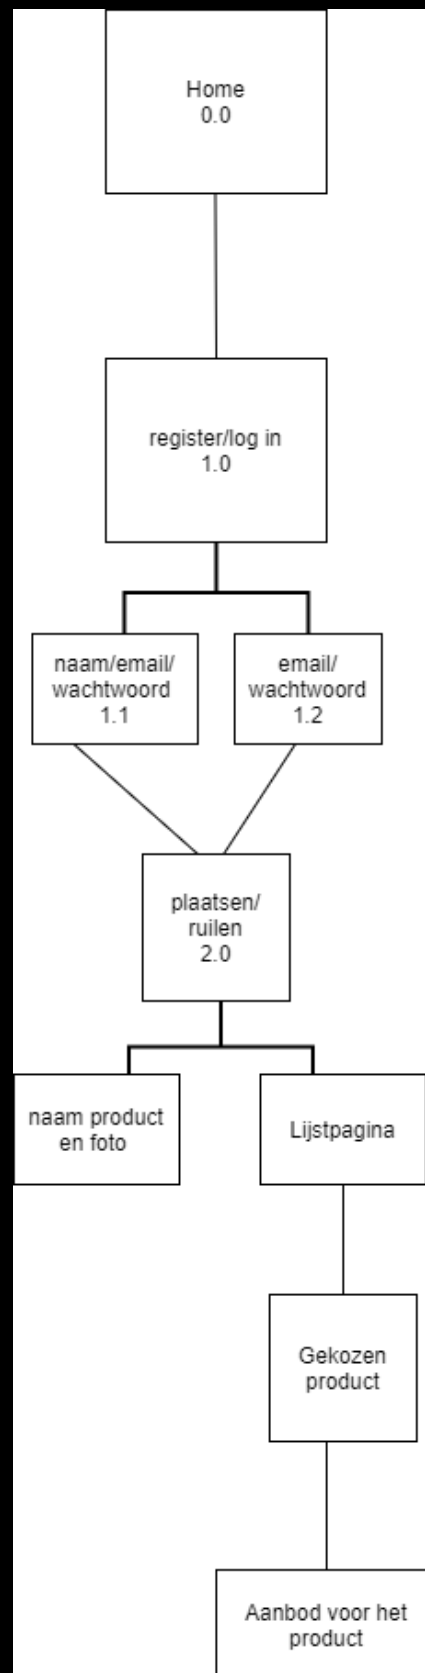 Home
0.0
register/log in
1.0
naam/email/
wachtwoord
1.1
email/
wachtwoord
1.2
plaatsen/
ruilen
2.0
naam product
en foto
Lijstpagina
Gekozen
product
Aanbod voor het
product